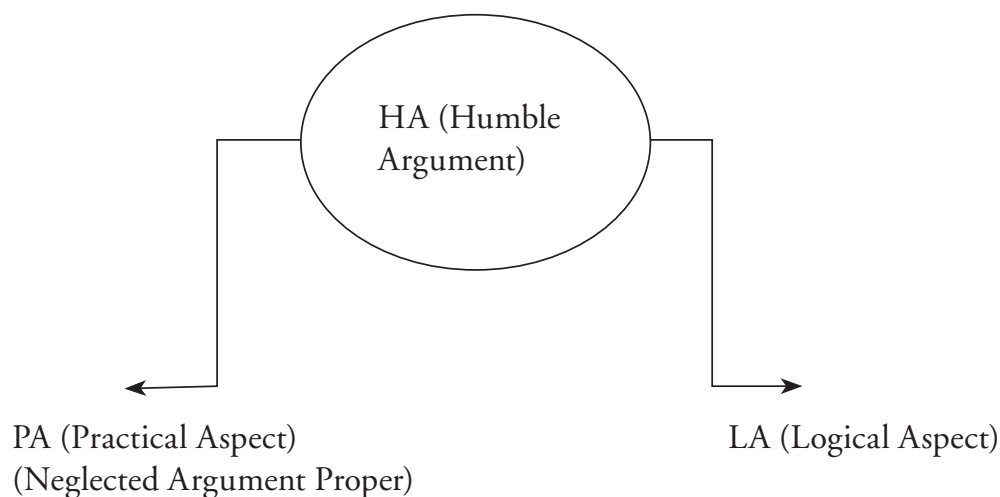 HA (Humble
Argument)
PA (Practical Aspect)
(Neglected Argument Proper)
LA (Logical Aspect)